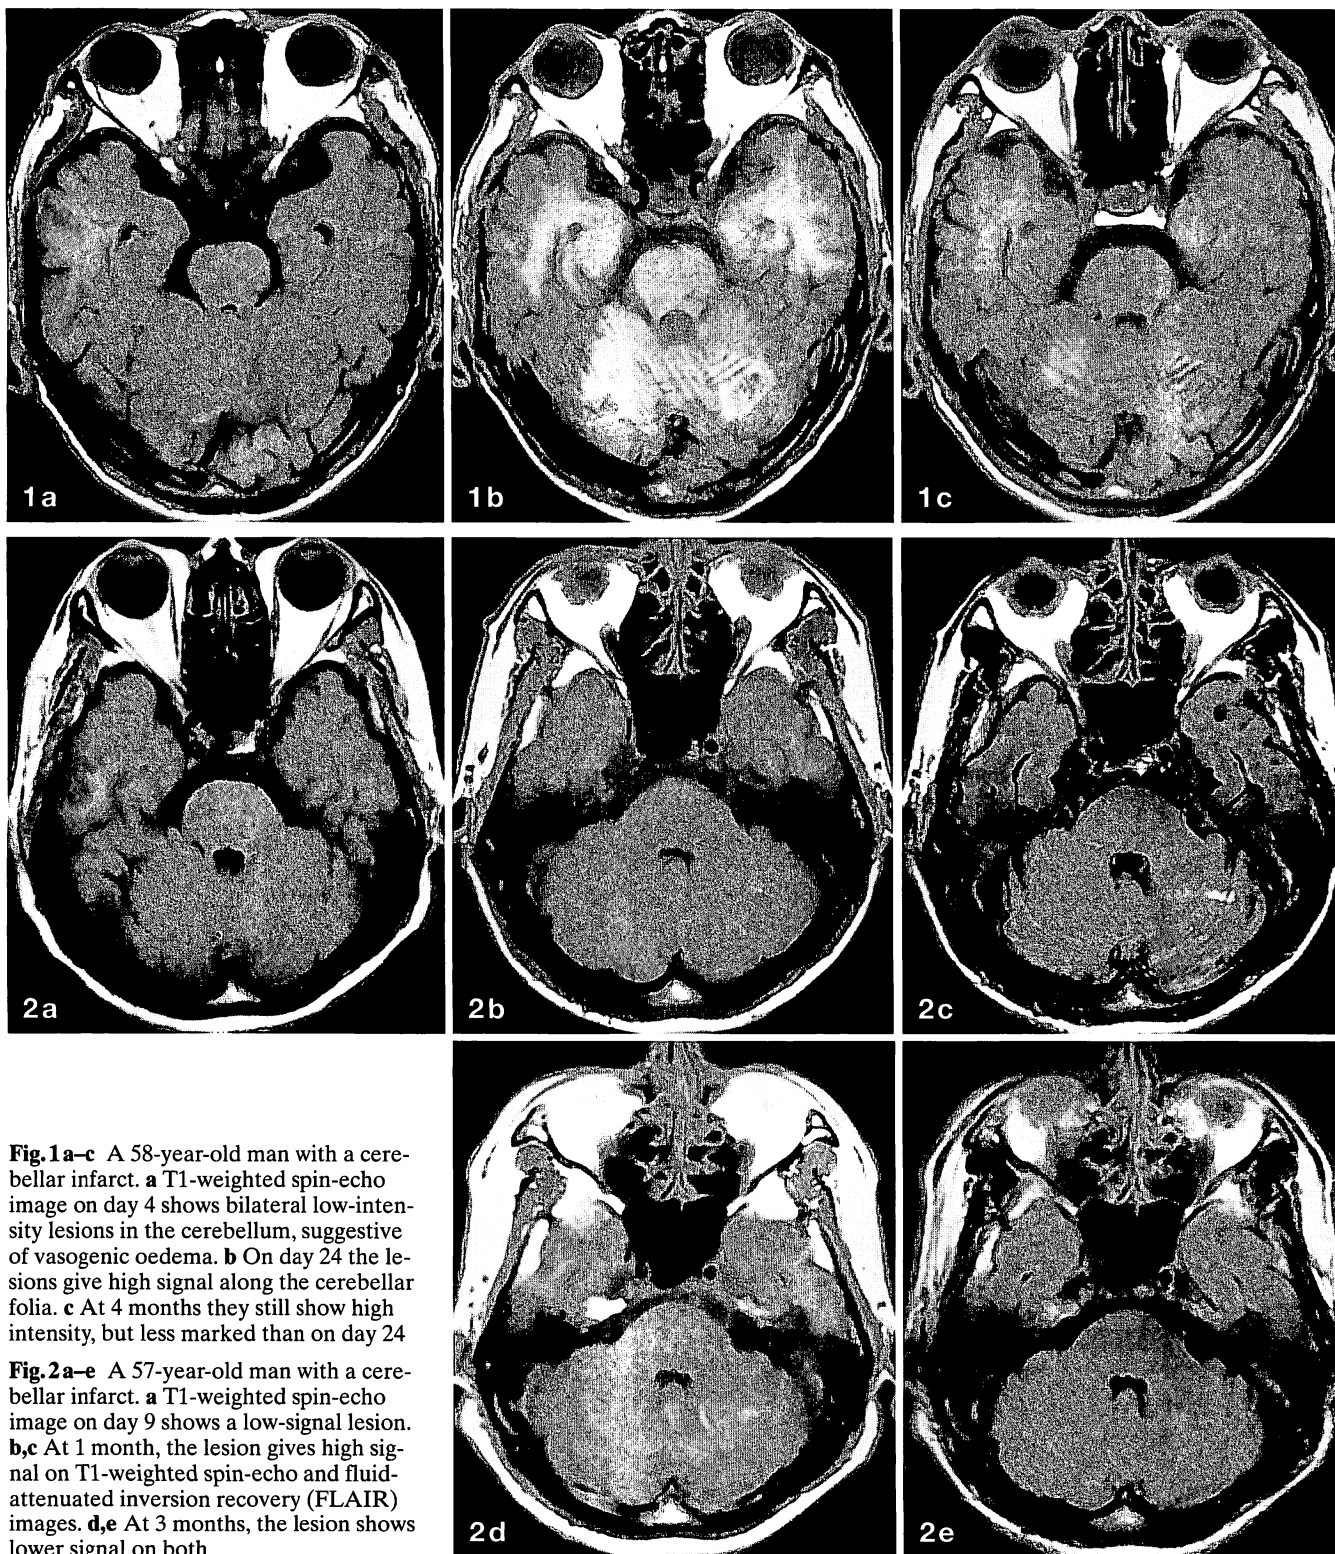 1a
1b
1c
2a
2b
2c
Fig. 1 a–c A 58-year-old man with a cere-
bellar infarct. a T1-weighted spin-echo
image on day 4 shows bilateral low-inten-
sity lesions in the cerebellum, suggestive
of vasogenic oedema. b On day 24 the le-
sions give high signal along the cerebellar
folia. c At 4 months they still show high
intensity, but less marked than on day 24
Fig. 2 a–e A 57-year-old man with a cere-
bellar infarct. a T1-weighted spin-echo
image on day 9 shows a low-signal lesion.
b,c At 1 month, the lesion gives high sig-
nal on T1-weighted spin-echo and fluid-
attenuated inversion recovery (FLAIR)
images. d,e At 3 months, the lesion shows
lower signal on both
2d
2e